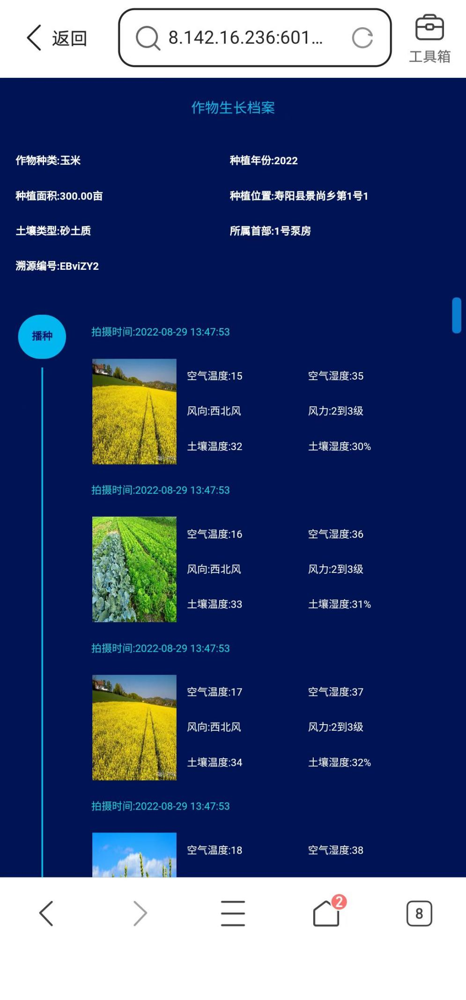 返回
8.142.16.236:601...
工具箱
作物生长档案
作物种类:玉米 种植年份:2022
种植面积:300.00亩 种植位置:寿阳县景尚乡第1号1
土壤类型:砂土质 所属首部:1号泵房
溯源编号:EBviZY2
播种
拍摄时间:2022-08-29 13:47:53
空气温度:15 空气湿度:35
风向:西北风 风力:2到3级
土壤温度:32 土壤湿度:30%
拍摄时间:2022-08-29 13:47:53
空气温度:16 空气湿度:36
风向:西北风 风力:2到3级
土壤温度:33 土壤湿度:31%
拍摄时间:2022-08-29 13:47:53
空气温度:17 空气湿度:37
风向:西北风 风力:2到3级
土壤温度:34 土壤湿度:32%
拍摄时间:2022-08-29 13:47:53
空气温度:18 空气湿度:38
2
8